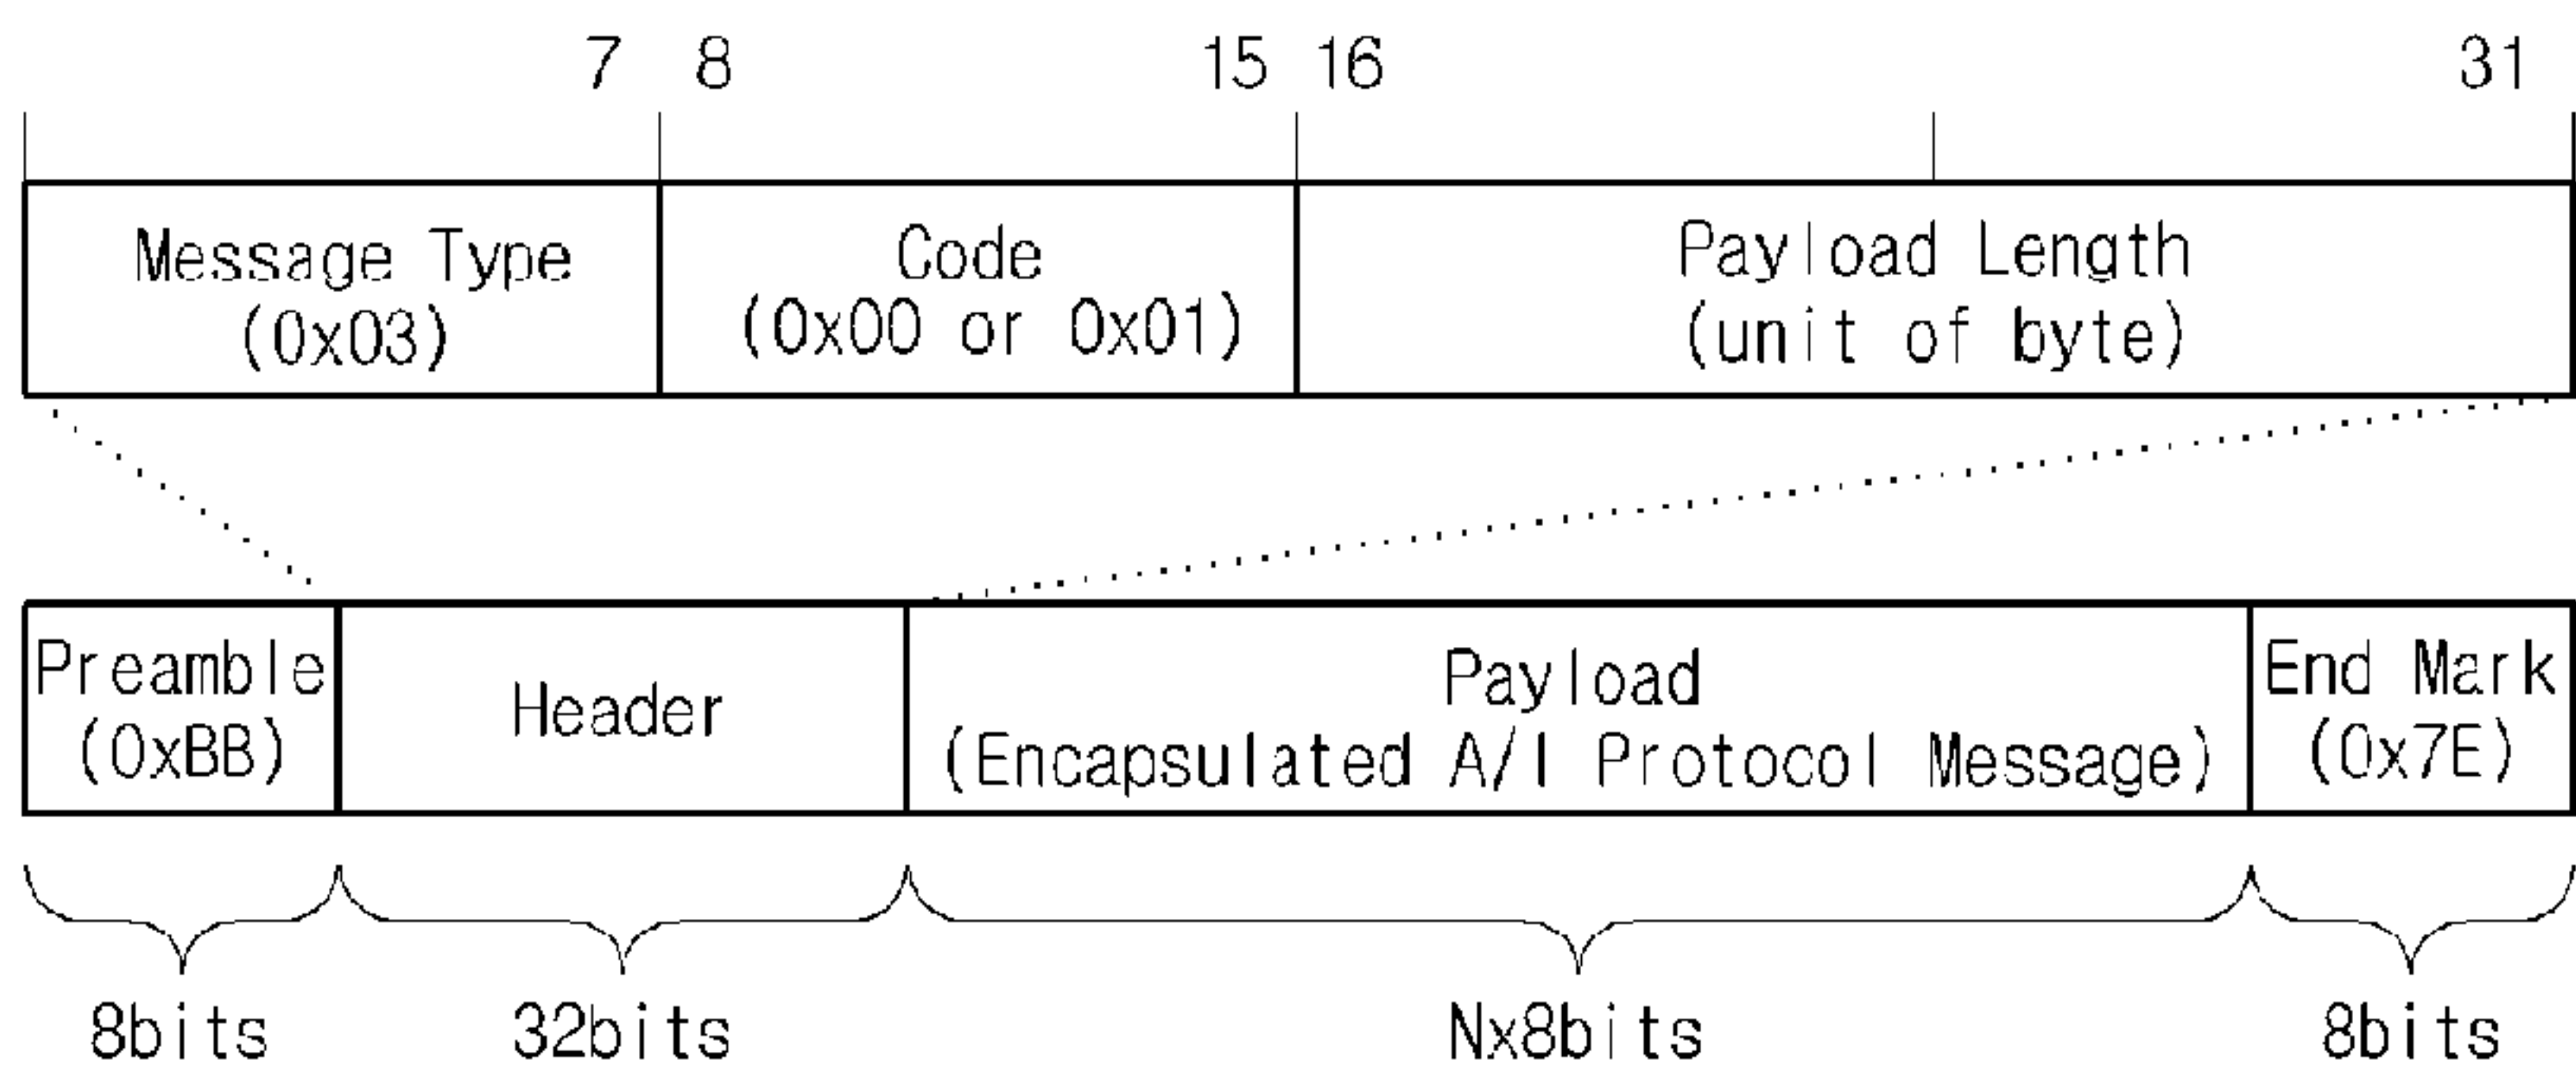 7 8 15 16 31
Message Type Code Payload Length
(0x03) (0x00 or 0x01) (unit of byte)
Preamble Header Payload End Mark
(0xBB) (Encapsulated A/I Protocol Message) (0x7E)
8bits 32bits Nx8bits 8bits